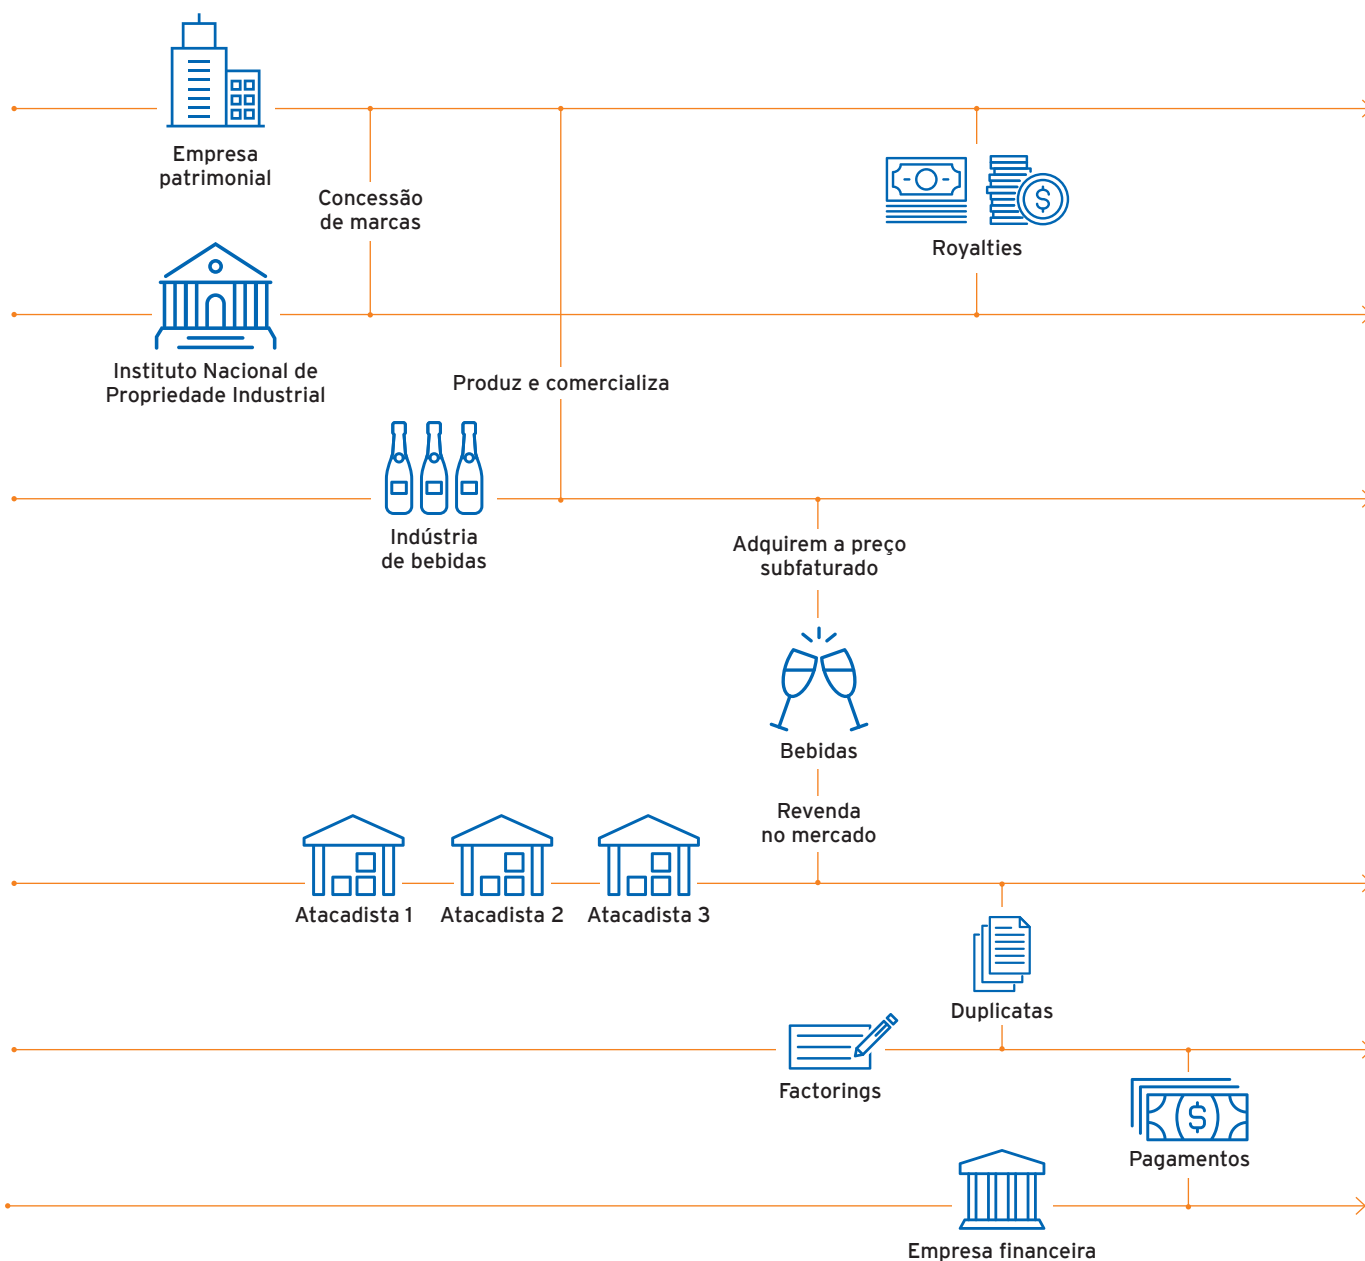 Empresa
patrimonial
Concessão
de marcas
Royalties
Instituto Nacional de
Propriedade Industrial
Produz e comercializa
Indústria
de bebidas
Adquirem a preço
subfaturado
Bebidas
Revenda
no mercado
Atacadista 1
Atacadista 2
Atacadista 3
Duplicatas
Factorings
Pagamentos
Empresa financeira